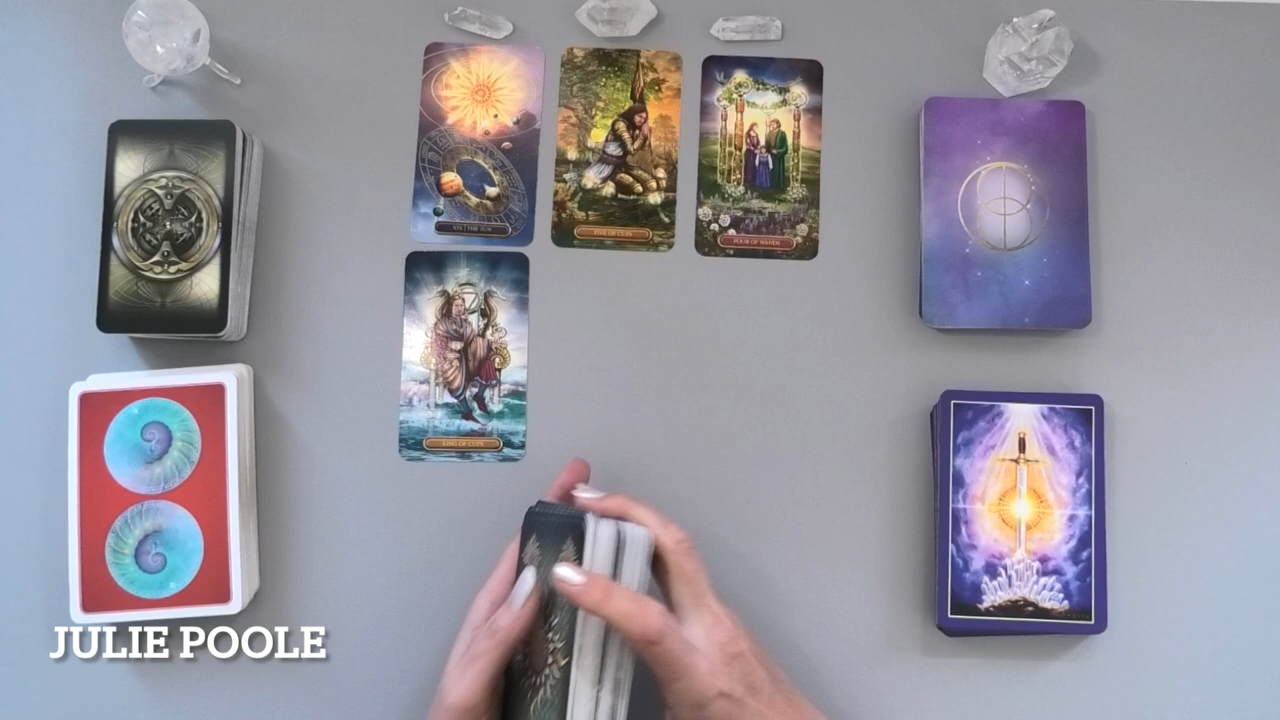 XIX | THE SUN
FIVE OF CUPS
FOUR OF WANDS
KING OF CUPS
JULIE POOLE